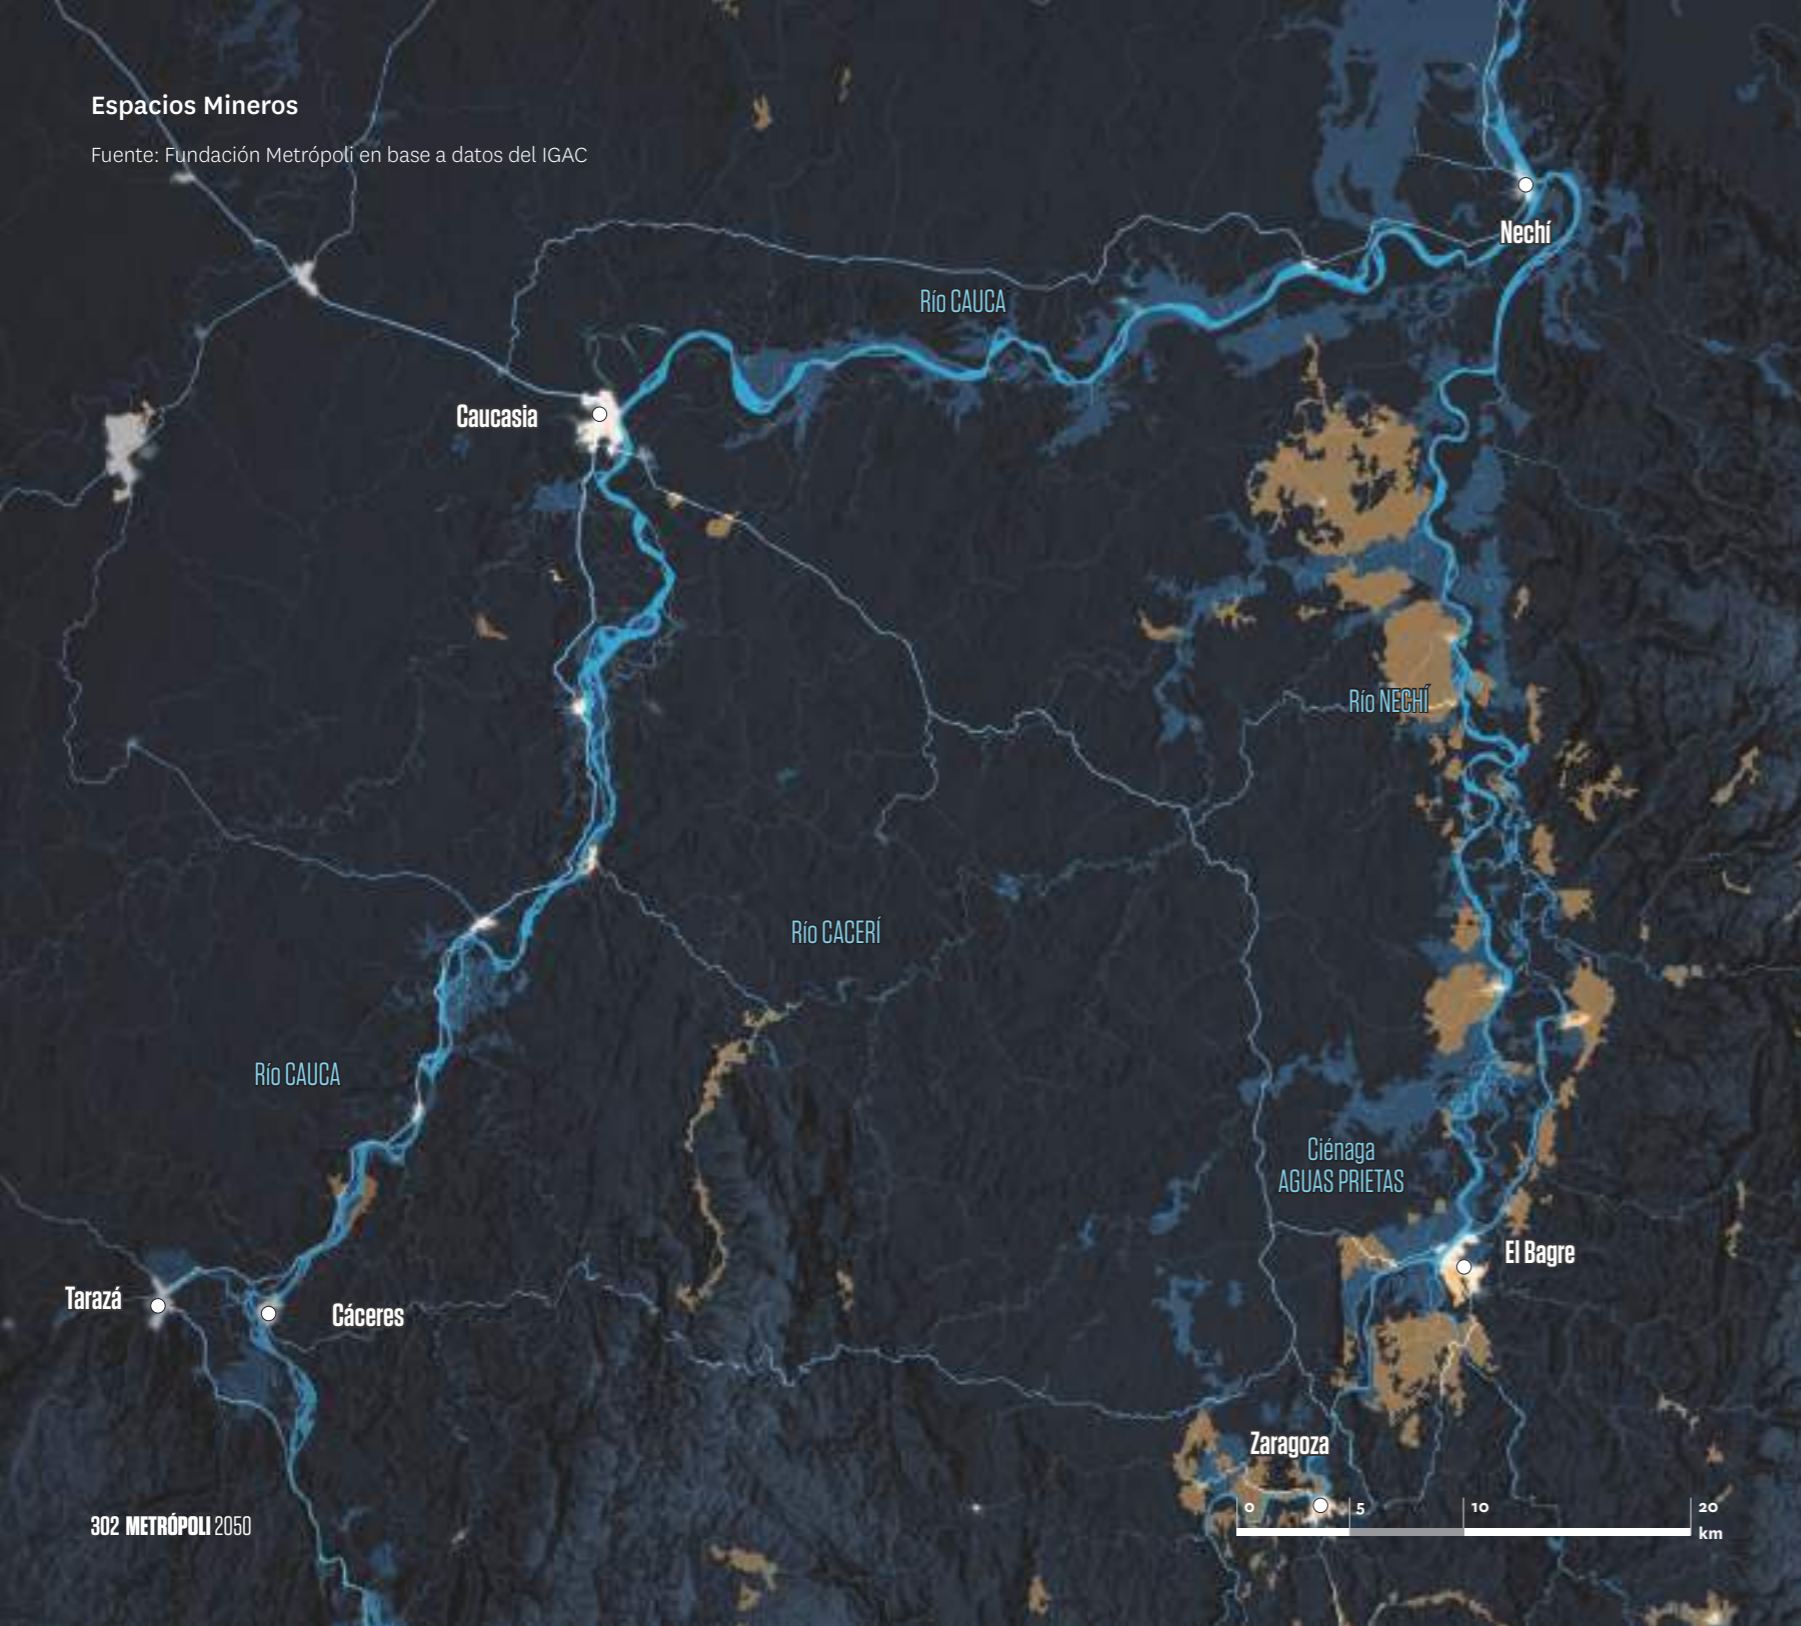 Espacios Mineros
Fuente: Fundación Metrópoli en base a datos del IGAC
Nechí
Río CAUCA
Caucasia
Río NECHÍ
Río CACERÍ
Río CAUCA
Ciénaga
AGUAS PRIETAS
El Bagre
Tarazá
Cáceres
Zaragoza
0 5 10 20
km
302 METRÓPOLI 2050